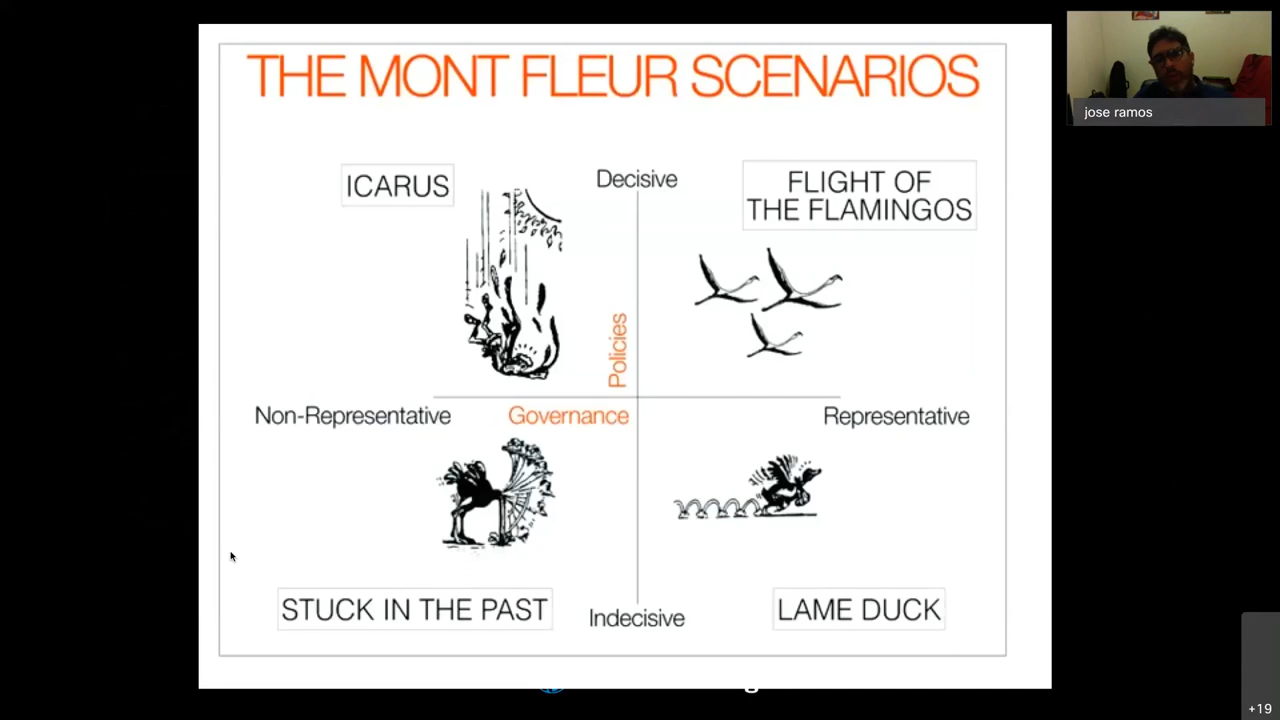 THE MONT FLEUR SCENARIOS
jose ramos
ICARUS
Decisive
FLIGHT OF
THE FLAMINGOS
Policies
Non-Representative
Governance
Representative
STUCK IN THE PAST
Indecisive
LAME DUCK
+19